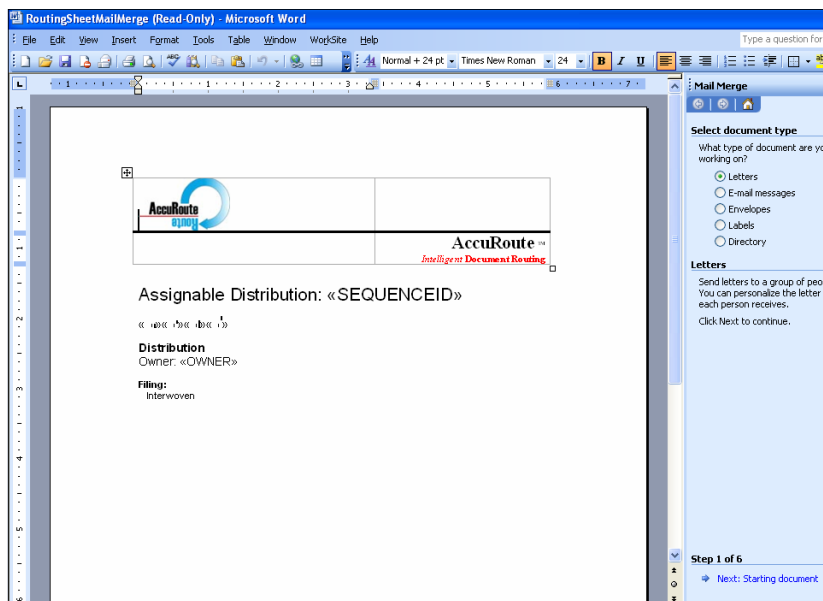 RoutingSheetMailMerge (Read-Only) - Microsoft Word
File Edit View Insert Format Tools Table Window WorkSite Help
Type a question for
Normal + 24 pt Times New Roman 24 B I U
Mail Merge
Select document type
What type of document are yo
working on?
Letters
E-mail messages
Envelopes
Labels
Directory
Letters
Send letters to a group of peo
You can personalize the letter
each person receives.
Click Next to continue.
AccuRoute
AccuRoute ™
Intelligent Document Routing
Assignable Distribution: «SEQUENCEID»
Distribution
Owner: «OWNER»
Filing:
Interwoven
Step 1 of 6
Next: Starting document